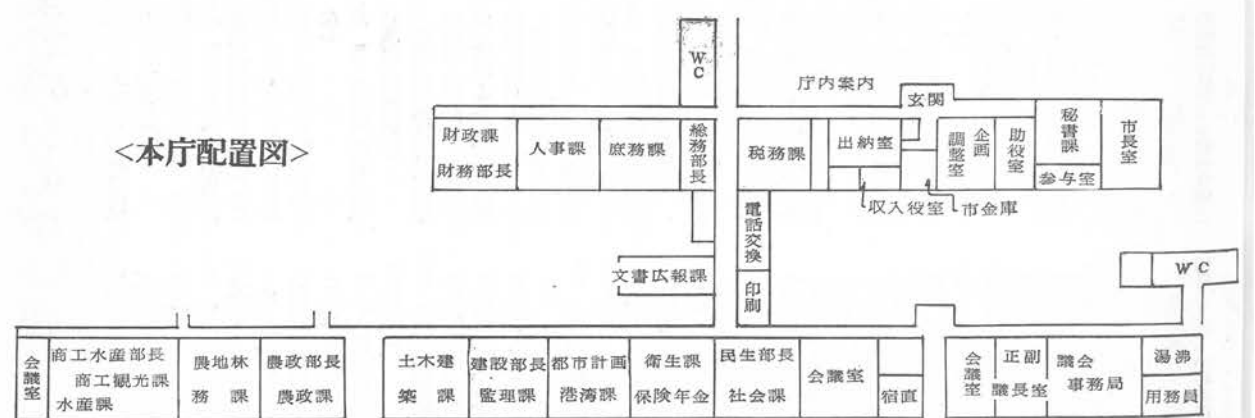 WC
庁内案内
玄関
<本庁配置図>
財政課
財務部長
人事課
庶務課
総務部長
税務課
出納室
企画
調整室
助役室
秘書課
参与室
市長室
収入役室
市金庫
電話交換
印刷
文書広報課
WC
会議室
商工水産部長
商工観光課
水産課
農地林
務課
農政部長
農政課
土木建
築課
建設部長
監理課
都市計画
港湾課
衛生課
保険年金
民生部長
社会課
会議室
宿直
会議室
正副
議長室
議会
事務局
湯沸
用務員